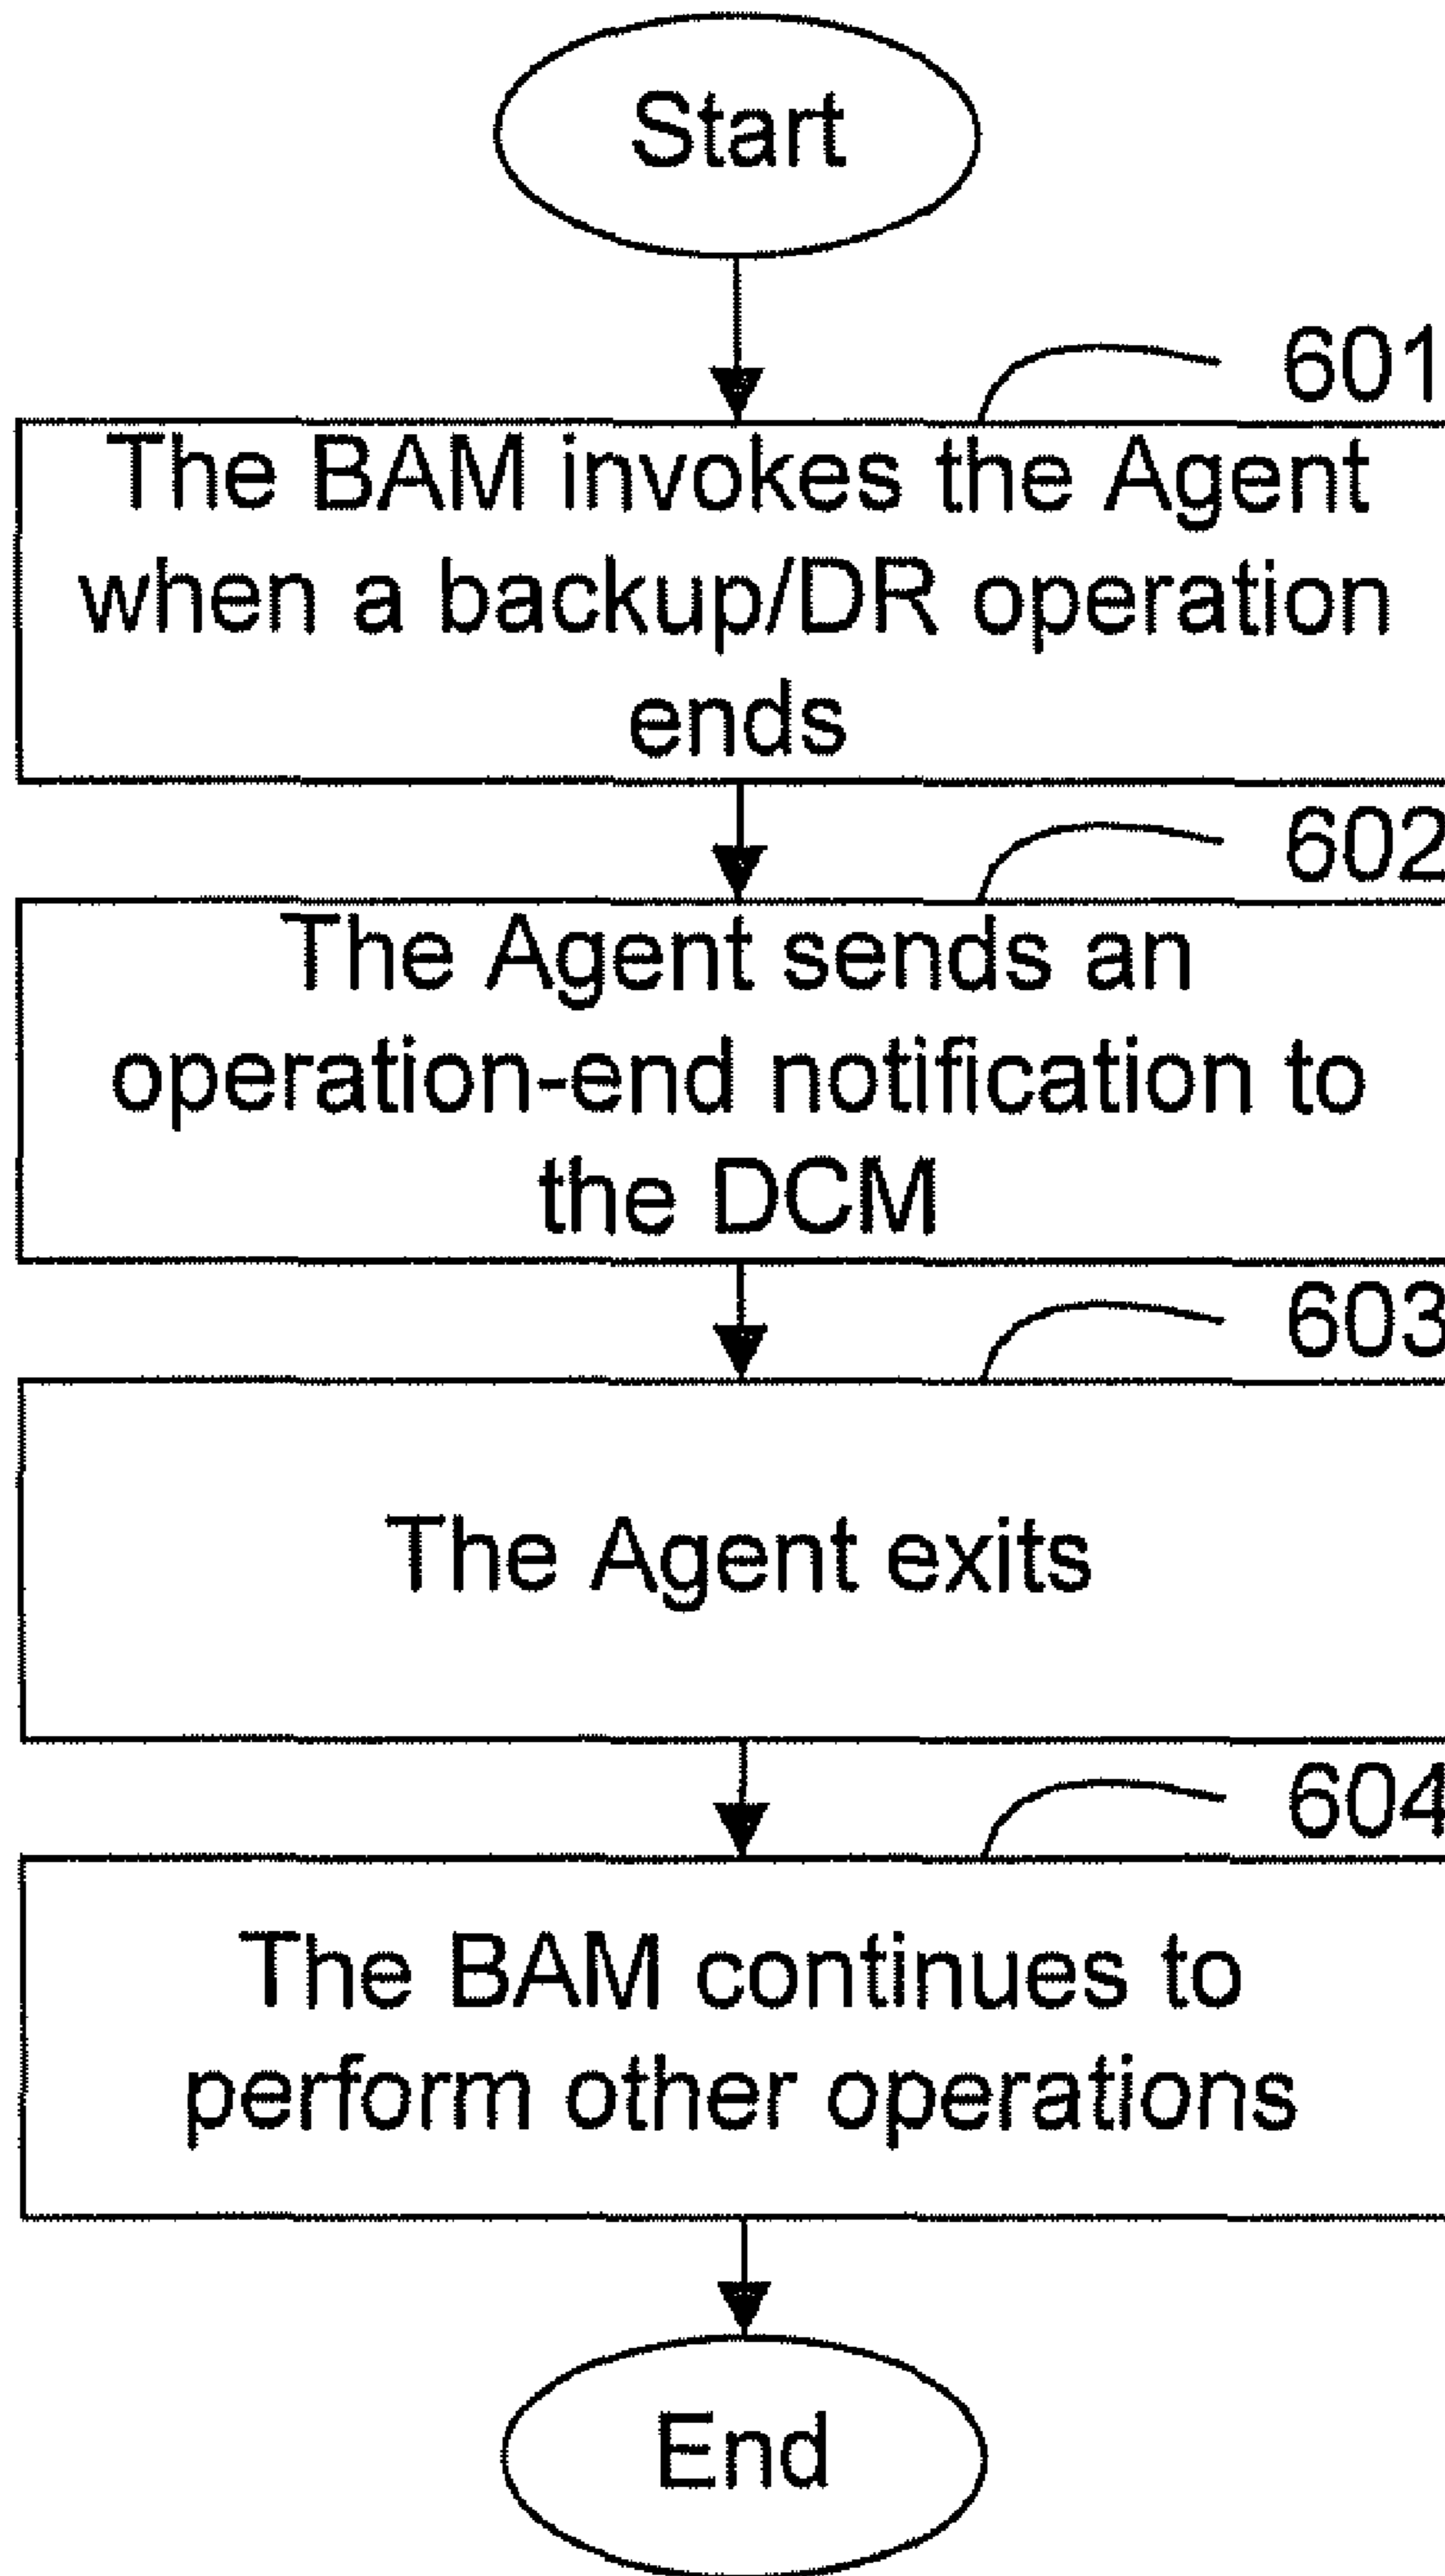 Start
601
The BAM invokes the Agent
when a backup/DR operation
ends
602
The Agent sends an
operation-end notification to
the DCM
603
The Agent exits
604
The BAM continues to
perform other operations
End